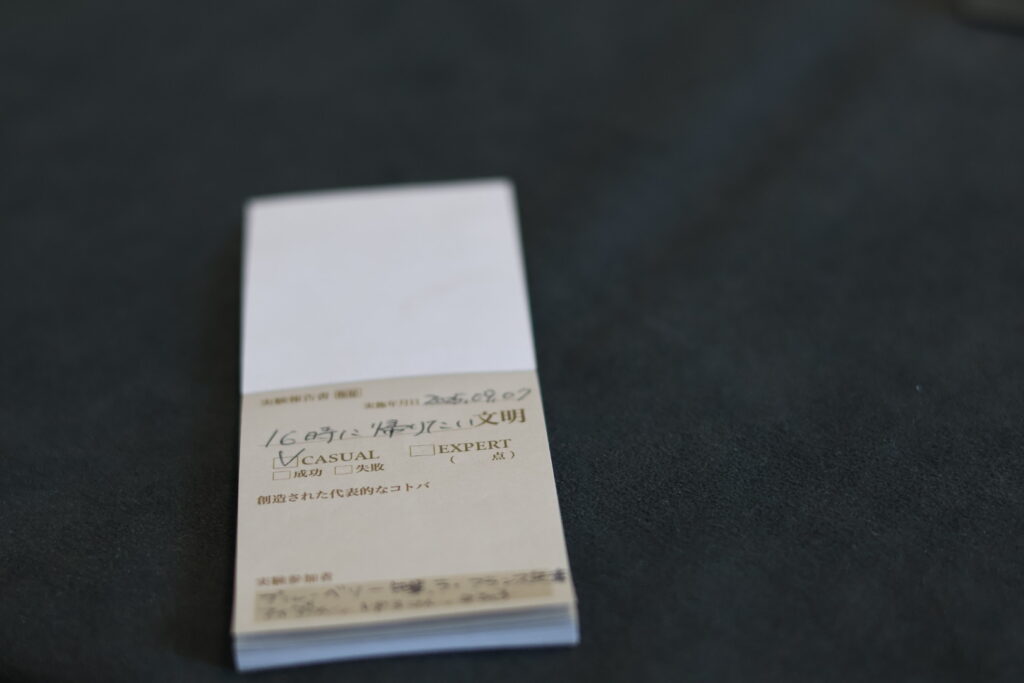 実験報告書
実施年月日 2025.09.07
16時に帰りたい文明
CASUAL EXPERT
成功 失敗 ( 点)
創造された代表的なコトバ
実験参加者